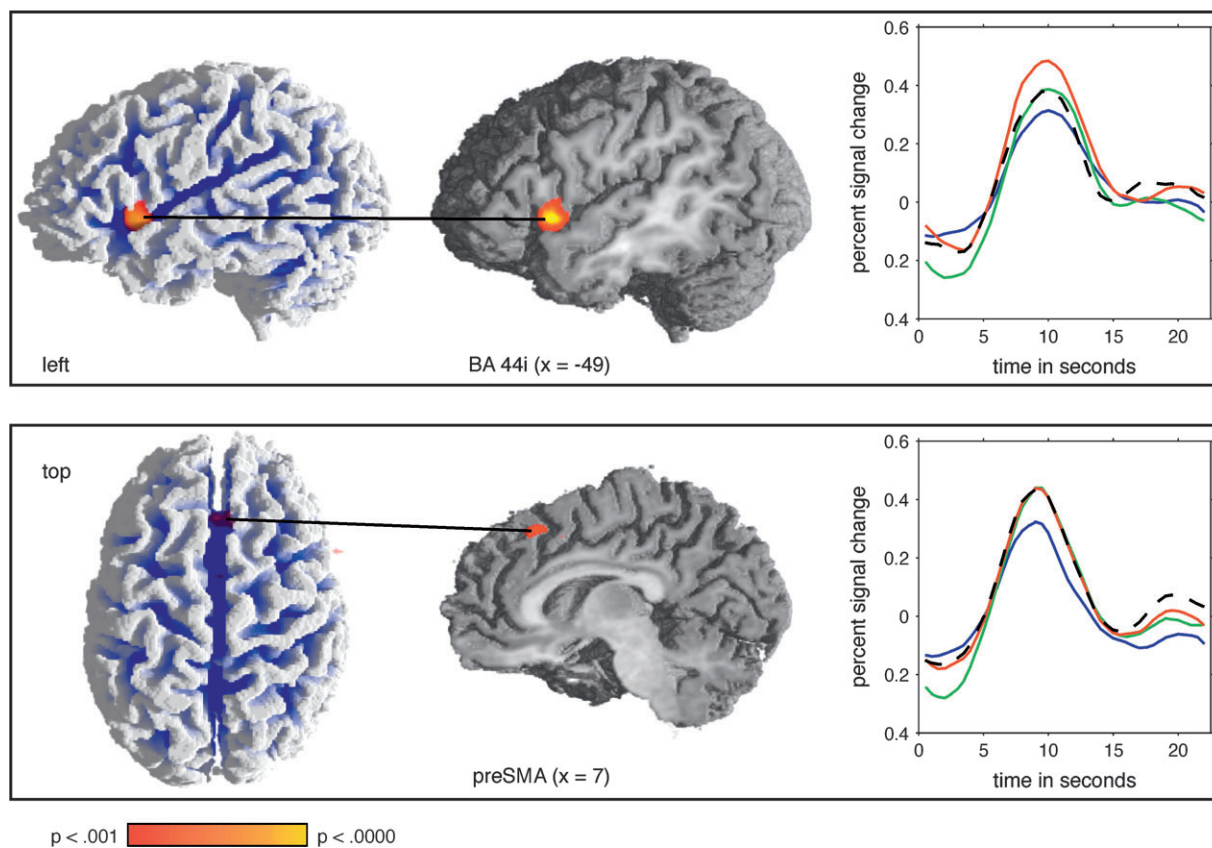 left
BA 44i (x = -49)
percent signal change
0.6
0.4
0.2
0
0.2
0.4
0 5 10 15 20
time in seconds
top
preSMA (x = 7)
percent signal change
0.6
0.4
0.2
0
0.2
0.4
0 5 10 15 20
time in seconds
p < .001 p < .0000